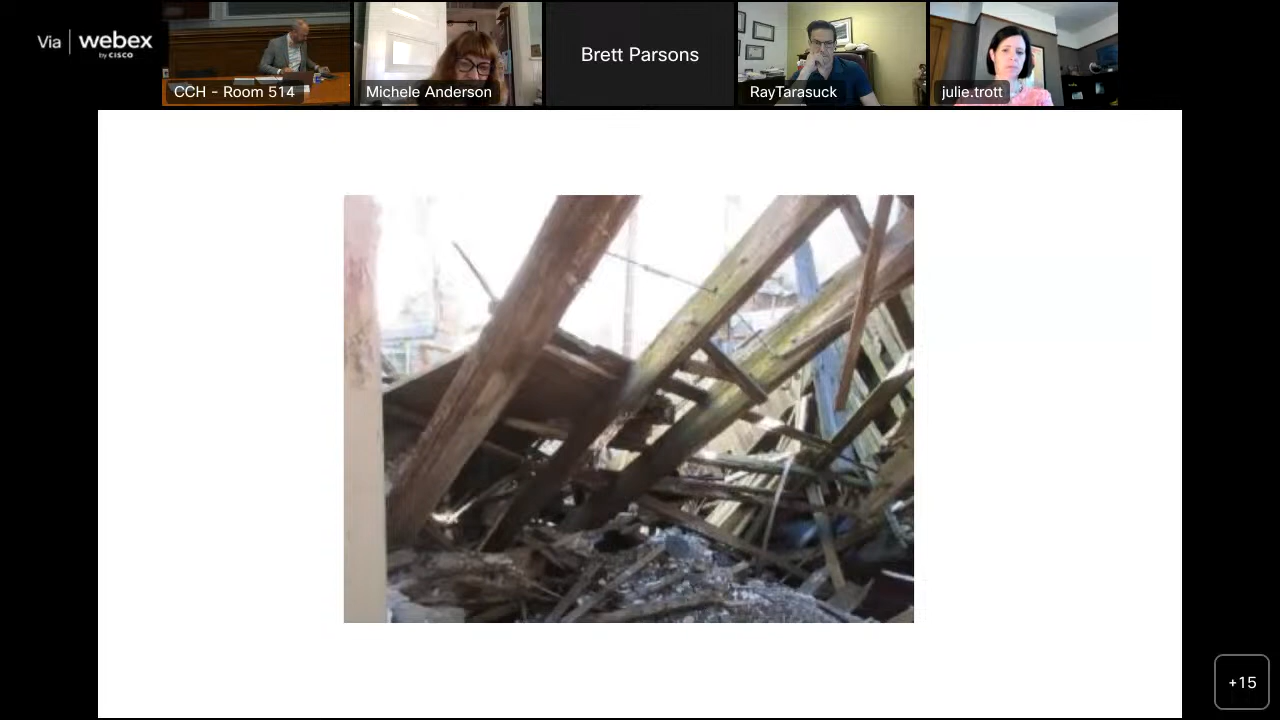 Via webex
by CISCO
CCH - Room 514
Michele Anderson
Brett Parsons
RayTarasuck
julie.trott
+15